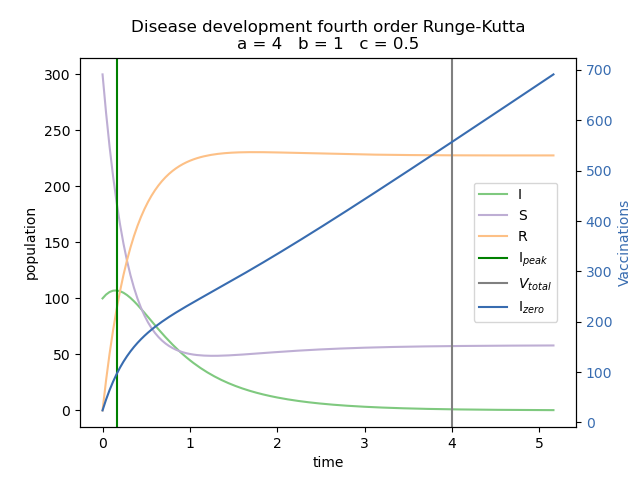 Disease development fourth order Runge-Kutta
a = 4 b = 1 c = 0.5
300
250
200
150
100
50
0
population
0 1 2 3 4 5
time
700
600
500
400
300
200
100
0
Vaccinations
I
S
R
I_peak
V_total
I_zero